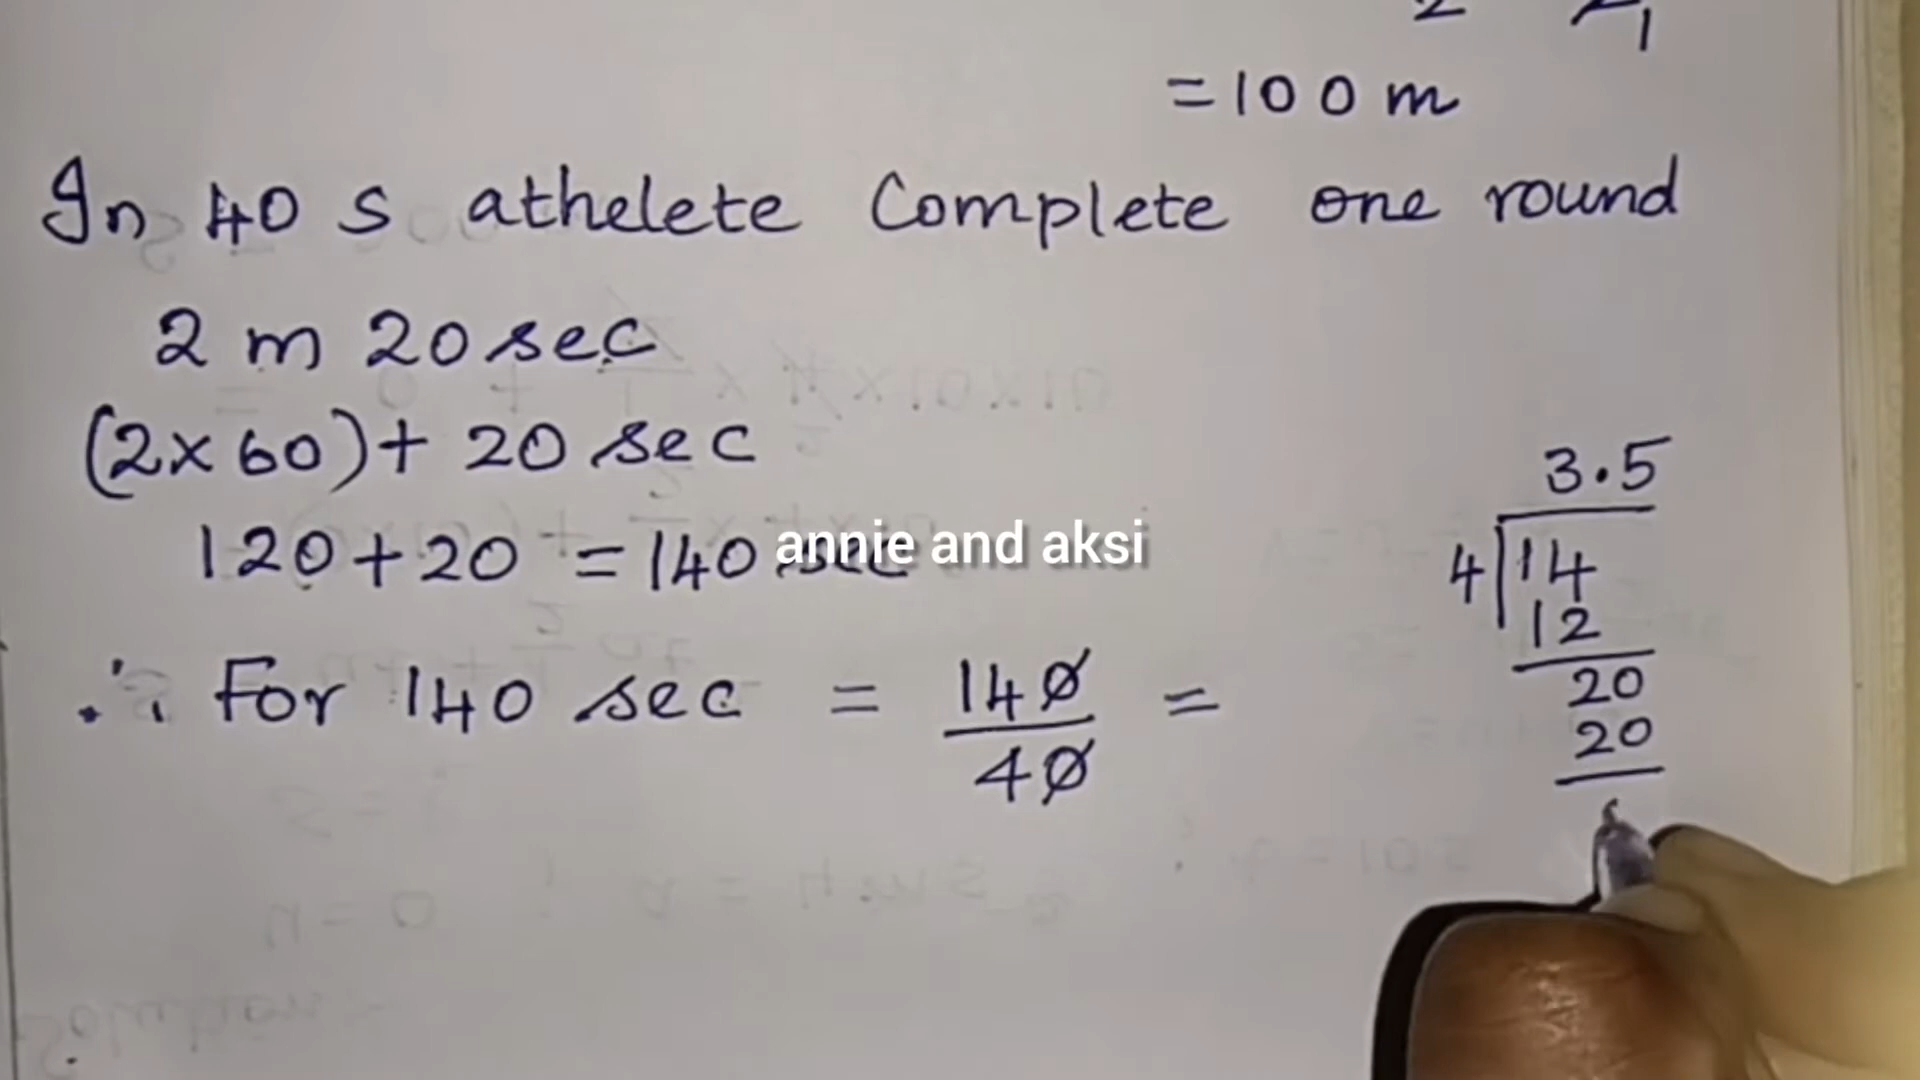 = 100 m
In 40 s athelete Complete one round
2 m 20 sec
(2 x 60) + 20 sec
120 + 20 = 140 sec
annie and aksi
∴ For 140 sec = 140/40 =
3.5
4 14
12
20
20